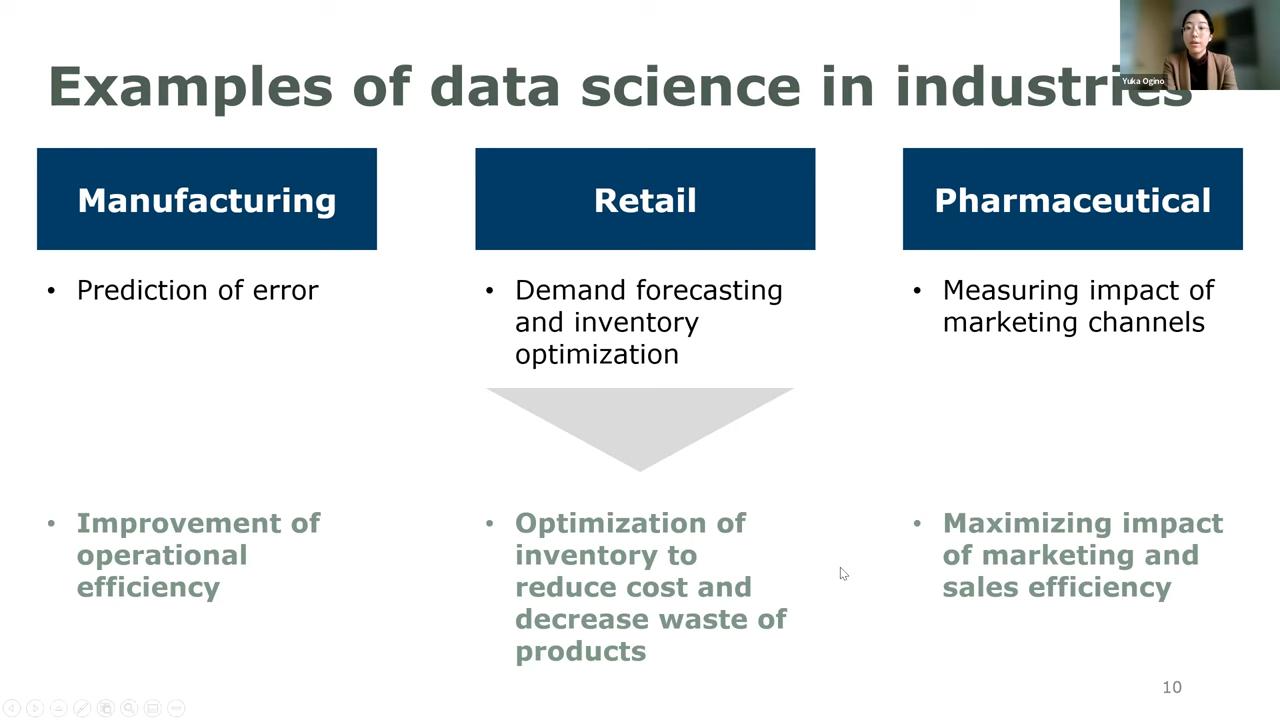 Examples of data science in industries
Yuka Ogino
Manufacturing
• Prediction of error
• Improvement of
operational
efficiency
Retail
• Demand forecasting
and inventory
optimization
• Optimization of
inventory to
reduce cost and
decrease waste of
products
Pharmaceutical
• Measuring impact of
marketing channels
• Maximizing impact
of marketing and
sales efficiency
10